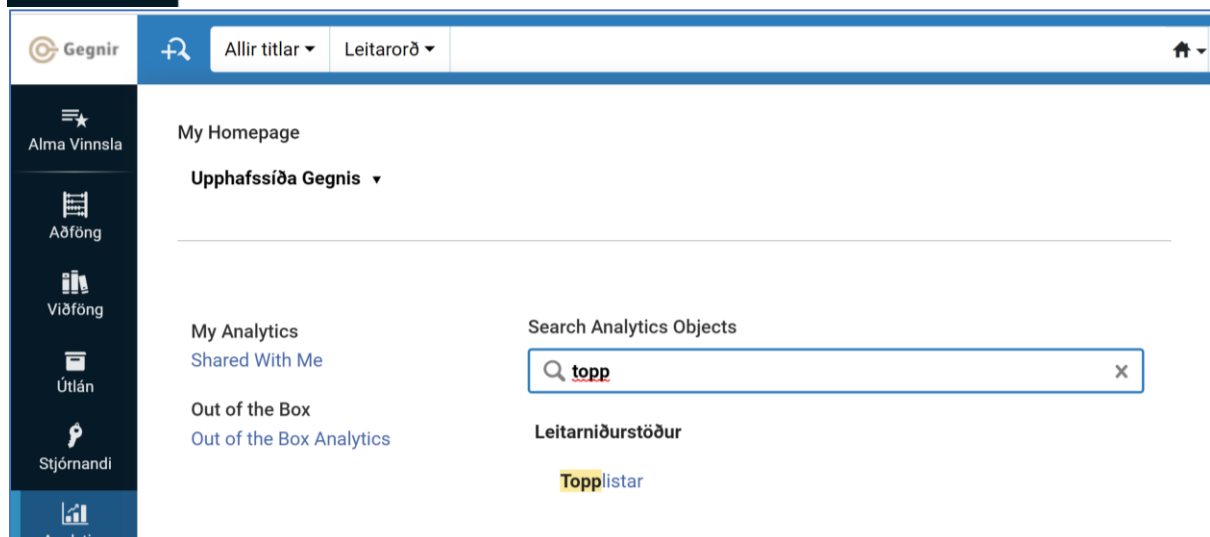 Gegnir
Allir titlar
Leitarorð
Alma Vinnsla
Aðföng
Viðföng
Útlán
Stjórnandi
My Homepage
Upphafssíða Gegnis
My Analytics
Shared With Me
Out of the Box
Out of the Box Analytics
Search Analytics Objects
topp
Leitarniðurstöður
Topplistar